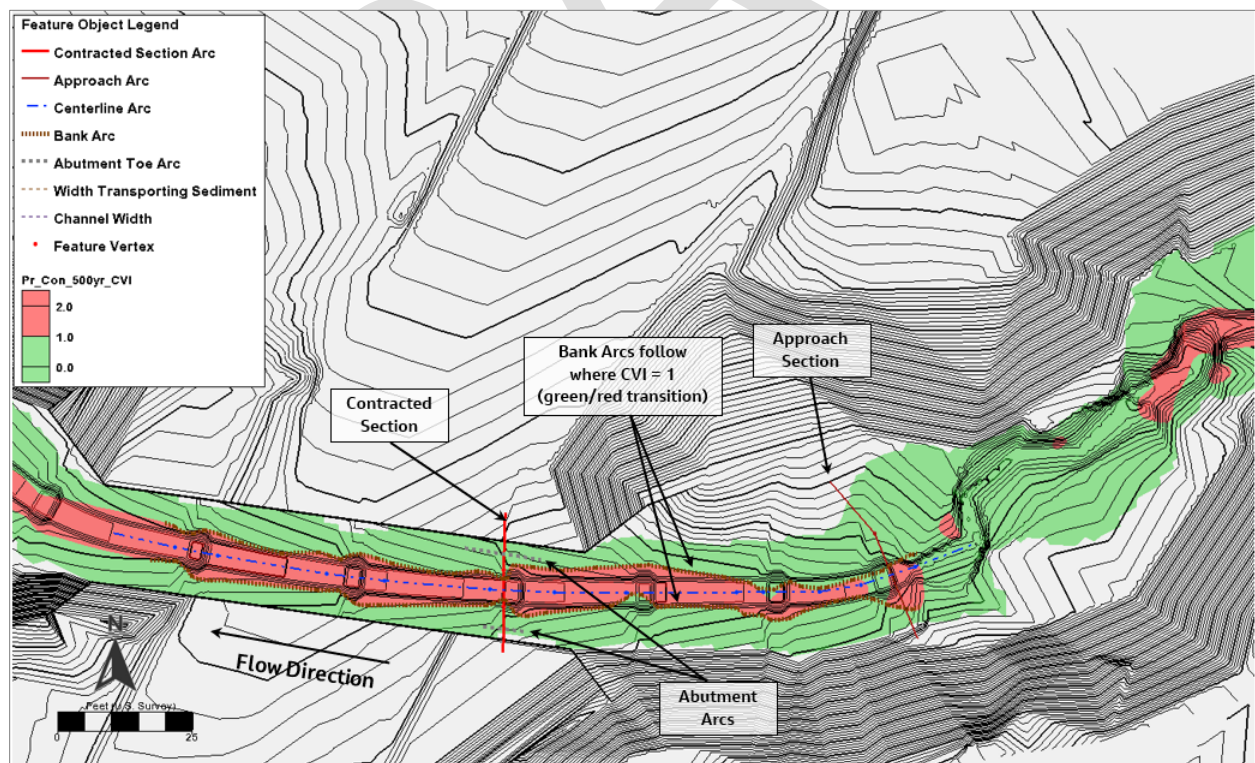 Feature Object Legend
Contracted Section Arc
Approach Arc
Centerline Arc
Bank Arc
Abutment Toe Arc
Width Transporting Sediment
Channel Width
Feature Vertex
Pr_Con_500yr_CVI
2.0
1.0
0.0
Contracted
Section
Bank Arcs follow
where CVI = 1
(green/red transition)
Approach
Section
N
Flow Direction
Abutment
Arcs
Feet (U.S. Survey)
0
25